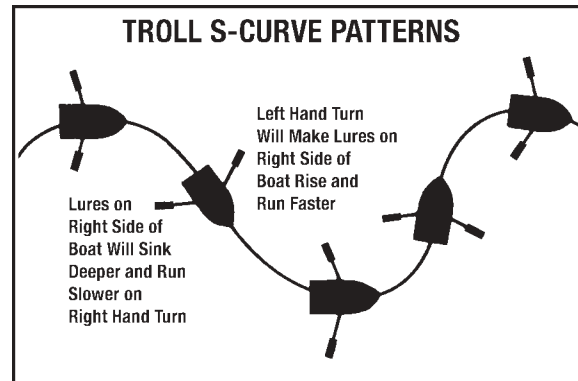 TROLL S-CURVE PATTERNS
Left Hand Turn
Will Make Lures on
Right Side of
Boat Rise and
Run Faster
Lures on
Right Side of
Boat Will Sink
Deeper and Run
Slower on
Right Hand Turn